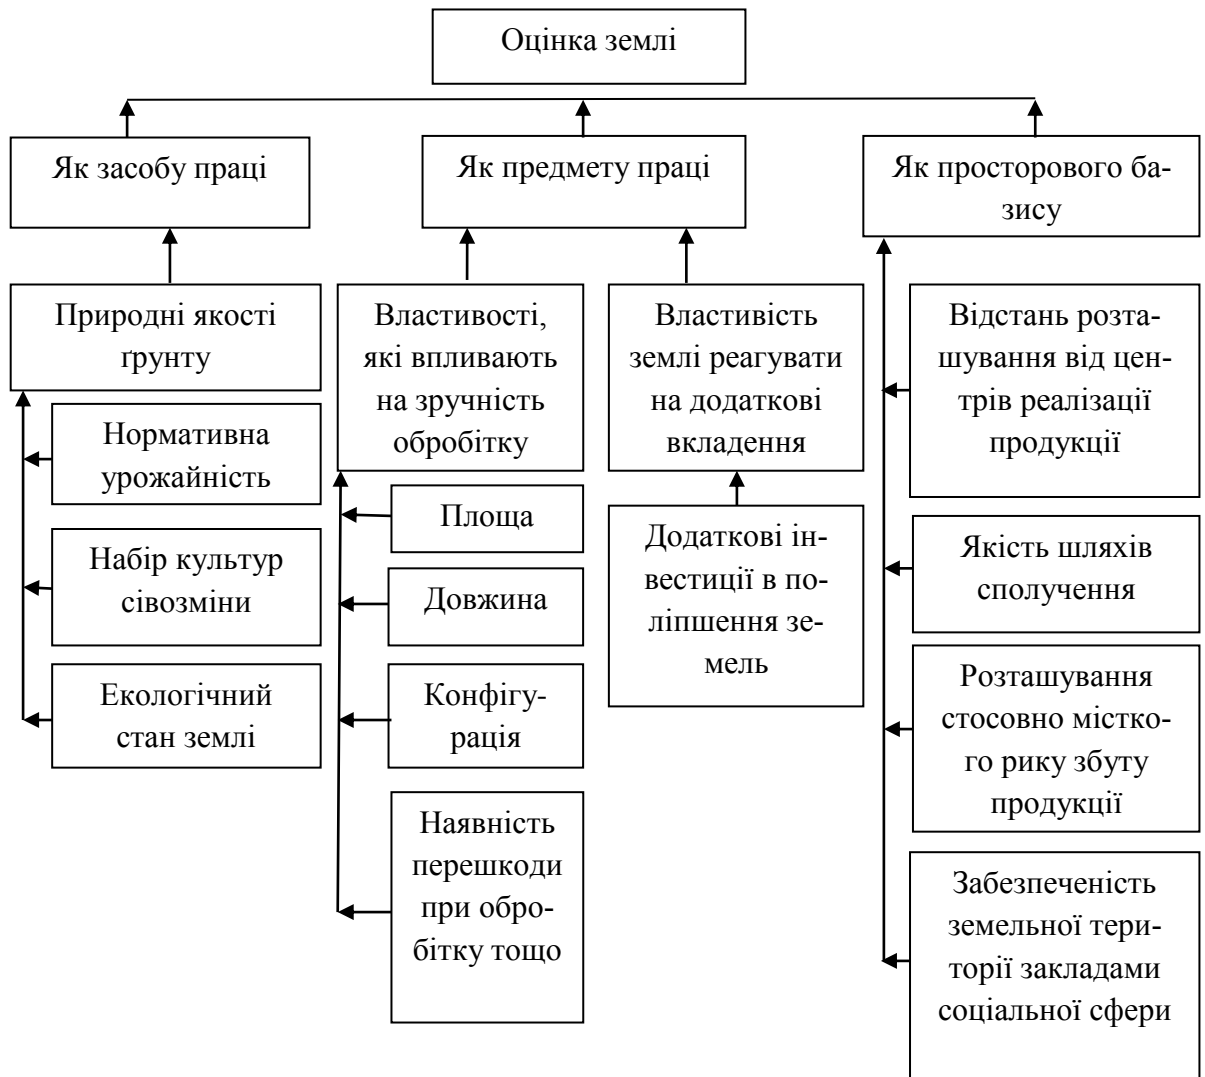 Оцінка землі
Як засобу праці
Як предмету праці
Як просторового ба-
зису
Природні якості
ґрунту
Нормативна
урожайність
Набір культур
сівозміни
Екологічний
стан землі
Властивості,
які впливають
на зручність
обробітку
Площа
Довжина
Конфігу-
рація
Наявність
перешкоди
при обро-
бітку тощо
Властивість
землі реагувати
на додаткові
вкладення
Додаткові ін-
вестиції в по-
ліпшення зе-
мель
Відстань розта-
шування від цен-
трів реалізації
продукції
Якість шляхів
сполучення
Розташування
стосовно містко-
го рику збуту
продукції
Забезпеченість
земельної тери-
торії закладами
соціальної сфери